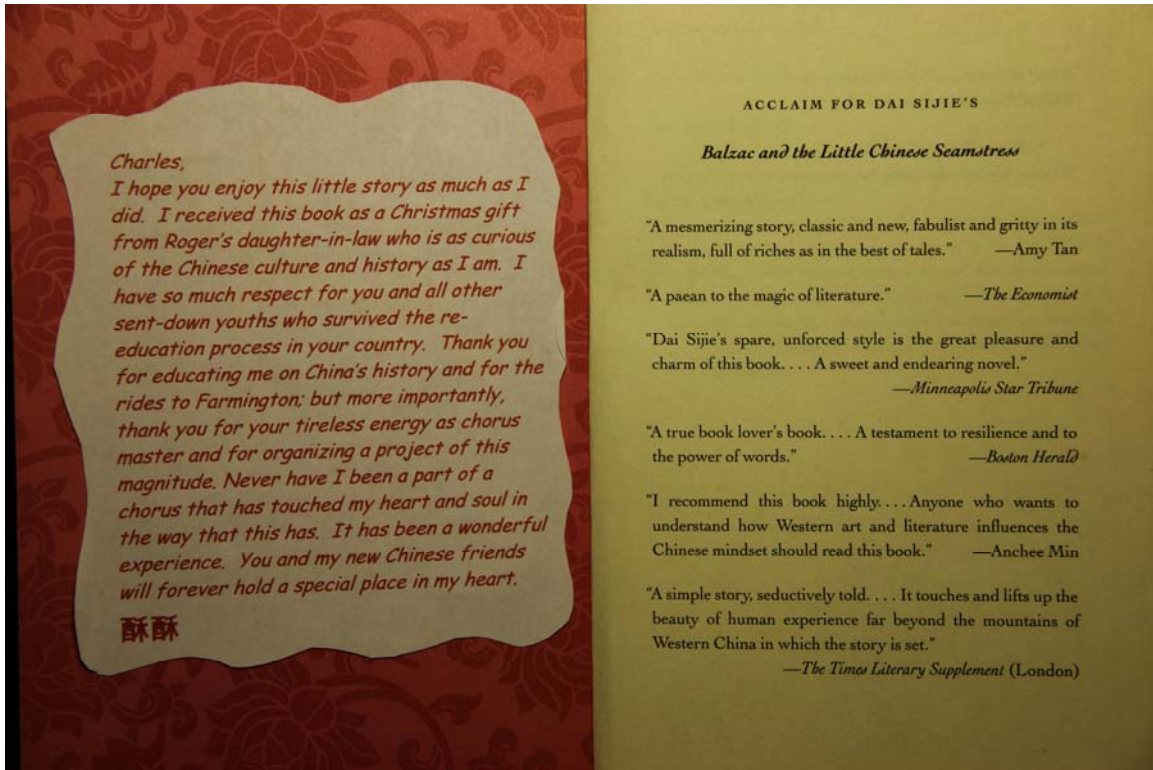 Charles,
I hope you enjoy this little story as much as I
did. I received this book as a Christmas gift
from Roger's daughter-in-law who is as curious
of the Chinese culture and history as I am. I
have so much respect for you and all other
sent-down youths who survived the re-
education process in your country. Thank you
for educating me on China's history and for the
rides to Farmington; but more importantly,
thank you for your tireless energy as chorus
master and for organizing a project of this
magnitude. Never have I been a part of a
chorus that has touched my heart and soul in
the way that this has. It has been a wonderful
experience. You and my new Chinese friends
will forever hold a special place in my heart.
酥酥
ACCLAIM FOR DAI SIJIE'S
Balzac and the Little Chinese Seamstress
"A mesmerizing story, classic and new, fabulist and gritty in its
realism, full of riches as in the best of tales." —Amy Tan
"A paean to the magic of literature." —The Economist
"Dai Sijie's spare, unforced style is the great pleasure and
charm of this book. . . . A sweet and endearing novel."
—Minneapolis Star Tribune
"A true book lover's book. . . . A testament to resilience and to
the power of words." —Boston Herald
"I recommend this book highly. . . . Anyone who wants to
understand how Western art and literature influences the
Chinese mindset should read this book." —Anchee Min
"A simple story, seductively told. . . . It touches and lifts up the
beauty of human experience far beyond the mountains of
Western China in which the story is set."
—The Times Literary Supplement (London)